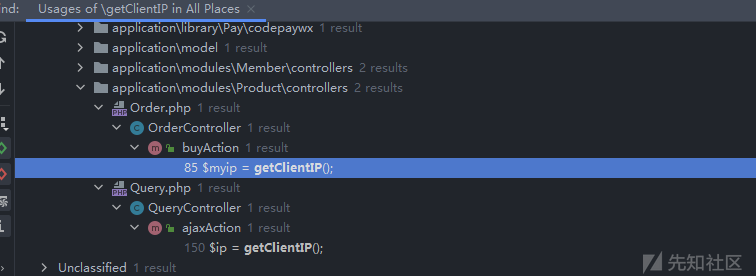 ind: Usages of \getClientIP in All Places ×
application\library\Pay\codepaywx 1 result
application\model 1 result
application\modules\Member\controllers 2 results
application\modules\Product\controllers 2 results
Order.php 1 result
OrderController 1 result
buyAction 1 result
85 $myip = getClientIP();
Query.php 1 result
QueryController 1 result
ajaxAction 1 result
150 $ip = getClientIP();
Unclassified 1 result
先知社区